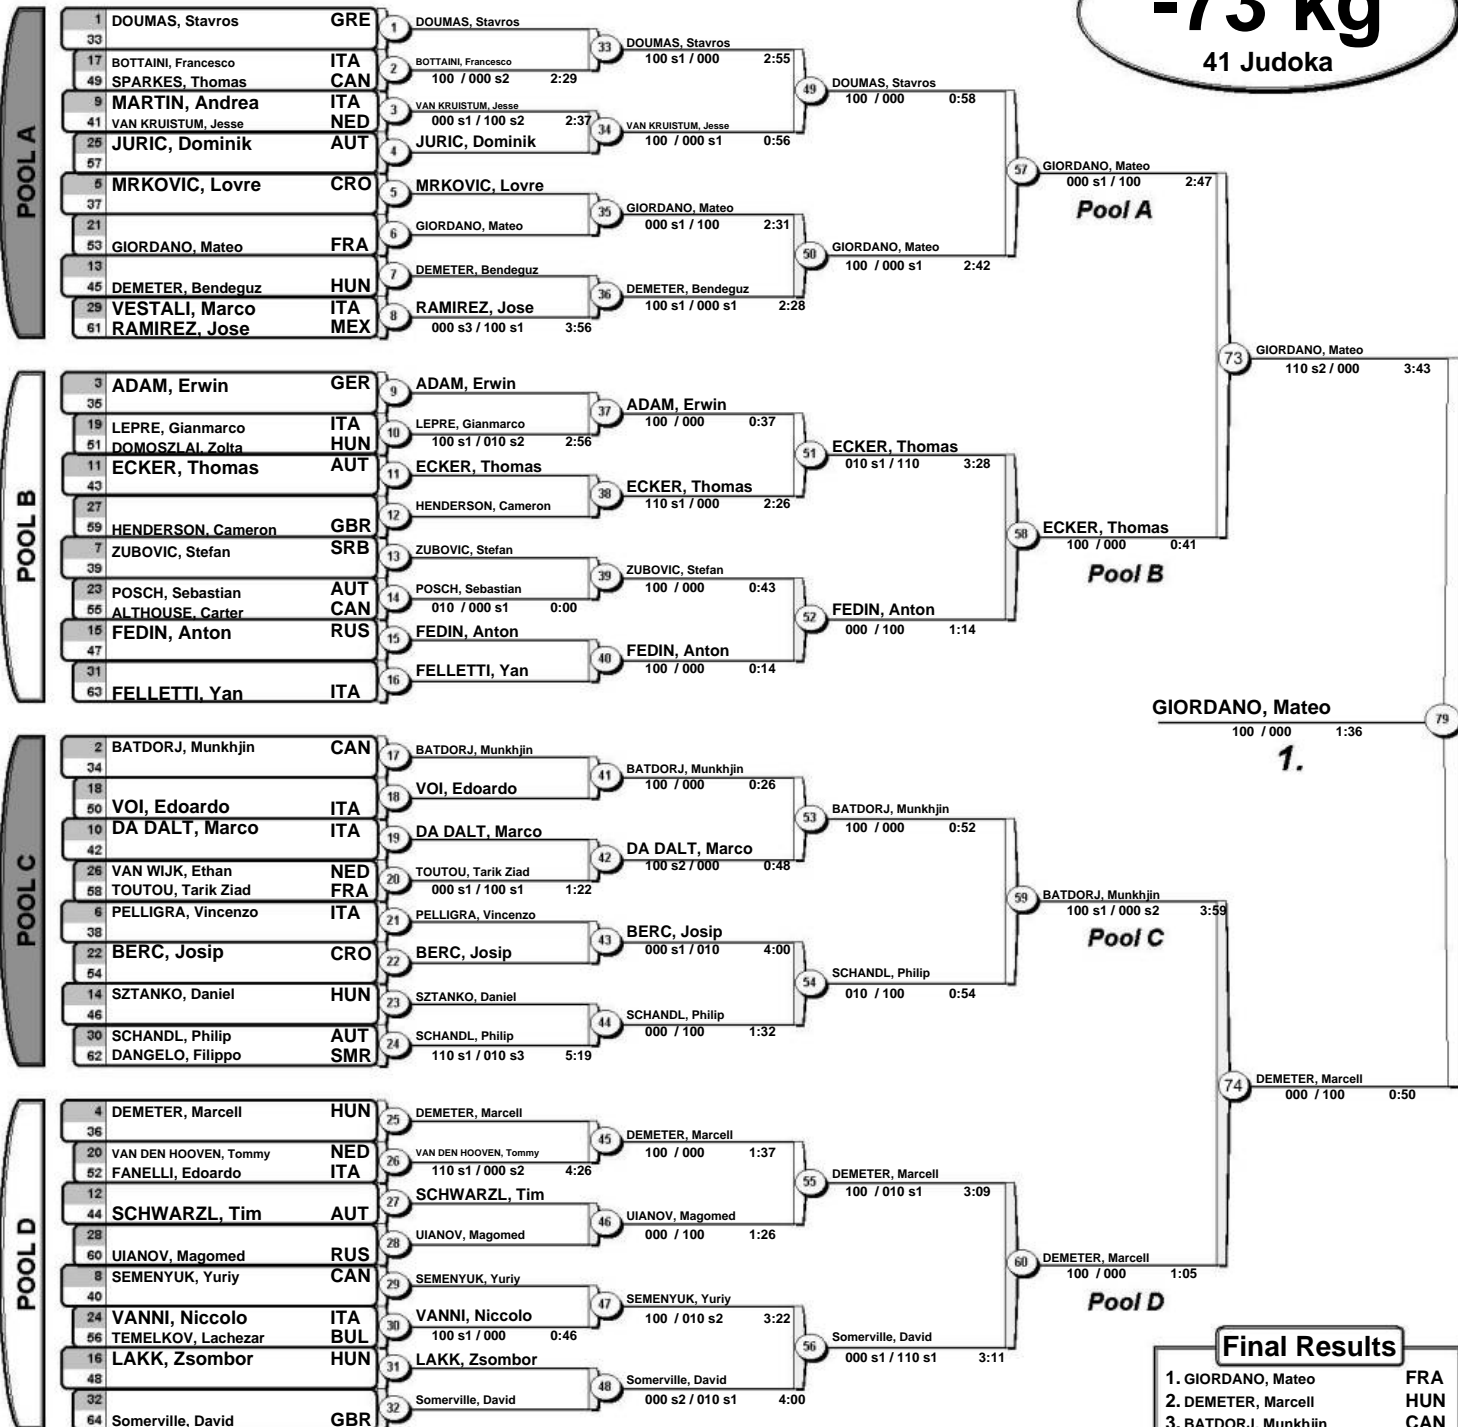 -73 kg
41 Judoka
POOL A
1 DOUMAS, Stavros GRE
33
17 BOTTAINI, Francesco ITA
49 SPARKES, Thomas CAN
9 MARTIN, Andrea ITA
41 VAN KRUISTUM, Jesse NED
25 JURIC, Dominik AUT
57
5 MRKOVIC, Lovre CRO
37
21
53 GIORDANO, Mateo FRA
13
45 DEMETER, Bendeguz HUN
29 VESTALI, Marco ITA
61 RAMIREZ, Jose MEX
1 DOUMAS, Stavros
2 BOTTAINI, Francesco
100 / 000 s2 2:29
3 VAN KRUISTUM, Jesse
000 s1 / 100 s2 2:37
4 JURIC, Dominik
5 MRKOVIC, Lovre
6 GIORDANO, Mateo
7 DEMETER, Bendeguz
8 RAMIREZ, Jose
000 s3 / 100 s1 3:56
33 DOUMAS, Stavros
100 s1 / 000 2:55
34 VAN KRUISTUM, Jesse
100 / 000 s1 0:56
35 GIORDANO, Mateo
000 s1 / 100 2:31
36 DEMETER, Bendeguz
100 s1 / 000 s1 2:28
49 DOUMAS, Stavros
100 / 000 0:58
50 GIORDANO, Mateo
100 / 000 s1 2:42
57 GIORDANO, Mateo
000 s1 / 100 2:47
Pool A
POOL B
3 ADAM, Erwin GER
35
19 LEPRE, Gianmarco ITA
51 DOMOSZLAI, Zolta HUN
11 ECKER, Thomas AUT
43
27
59 HENDERSON, Cameron GBR
7 ZUBOVIC, Stefan SRB
39
23 POSCH, Sebastian AUT
55 ALTHOUSE, Carter CAN
15 FEDIN, Anton RUS
47
31
63 FELLETTI, Yan ITA
9 ADAM, Erwin
10 LEPRE, Gianmarco
100 s1 / 010 s2 2:56
11 ECKER, Thomas
12 HENDERSON, Cameron
13 ZUBOVIC, Stefan
14 POSCH, Sebastian
010 / 000 s1 0:00
15 FEDIN, Anton
16 FELLETTI, Yan
37 ADAM, Erwin
100 / 000 0:37
38 ECKER, Thomas
110 s1 / 000 2:26
39 ZUBOVIC, Stefan
100 / 000 0:43
40 FEDIN, Anton
100 / 000 0:14
51 ECKER, Thomas
010 s1 / 110 3:28
52 FEDIN, Anton
000 / 100 1:14
58 ECKER, Thomas
100 / 000 0:41
Pool B
73 GIORDANO, Mateo
110 s2 / 000 3:43
GIORDANO, Mateo 79
100 / 000 1:36
1.
POOL C
2 BATDORJ, Munkhjin CAN
34
18
50 VOI, Edoardo ITA
10 DA DALT, Marco ITA
42
26 VAN WIJK, Ethan NED
58 TOUTOU, Tarik Ziad FRA
6 PELLIGRA, Vincenzo ITA
38
22 BERC, Josip CRO
54
14 SZTANKO, Daniel HUN
46
30 SCHANDL, Philip AUT
62 DANGELO, Filippo SMR
17 BATDORJ, Munkhjin
18 VOI, Edoardo
19 DA DALT, Marco
20 TOUTOU, Tarik Ziad
000 s1 / 100 s1 1:22
21 PELLIGRA, Vincenzo
22 BERC, Josip
23 SZTANKO, Daniel
24 SCHANDL, Philip
110 s1 / 010 s3 5:19
41 BATDORJ, Munkhjin
100 / 000 0:26
42 DA DALT, Marco
100 s2 / 000 0:48
43 BERC, Josip
000 s1 / 010 4:00
44 SCHANDL, Philip
000 / 100 1:32
53 BATDORJ, Munkhjin
100 / 000 0:52
54 SCHANDL, Philip
010 / 100 0:54
59 BATDORJ, Munkhjin
100 s1 / 000 s2 3:59
Pool C
POOL D
4 DEMETER, Marcell HUN
36
20 VAN DEN HOOVEN, Tommy NED
52 FANELLI, Edoardo ITA
12
44 SCHWARZL, Tim AUT
28
60 UIANOV, Magomed RUS
8 SEMENYUK, Yuriy CAN
40
24 VANNI, Niccolo ITA
56 TEMELKOV, Lachezar BUL
16 LAKK, Zsombor HUN
48
32
64 Somerville, David GBR
25 DEMETER, Marcell
26 VAN DEN HOOVEN, Tommy
110 s1 / 000 s2 4:26
27 SCHWARZL, Tim
28 UIANOV, Magomed
29 SEMENYUK, Yuriy
30 VANNI, Niccolo
100 s1 / 000 0:46
31 LAKK, Zsombor
32 Somerville, David
45 DEMETER, Marcell
100 / 000 1:37
46 UIANOV, Magomed
000 / 100 1:26
47 SEMENYUK, Yuriy
100 / 010 s2 3:22
48 Somerville, David
000 s2 / 010 s1 4:00
55 DEMETER, Marcell
100 / 010 s1 3:09
56 Somerville, David
000 s1 / 110 s1 3:11
60 DEMETER, Marcell
100 / 000 1:05
Pool D
74 DEMETER, Marcell
000 / 100 0:50
Final Results
1. GIORDANO, Mateo FRA
2. DEMETER, Marcell HUN
3. BATDORJ, Munkhjin CAN